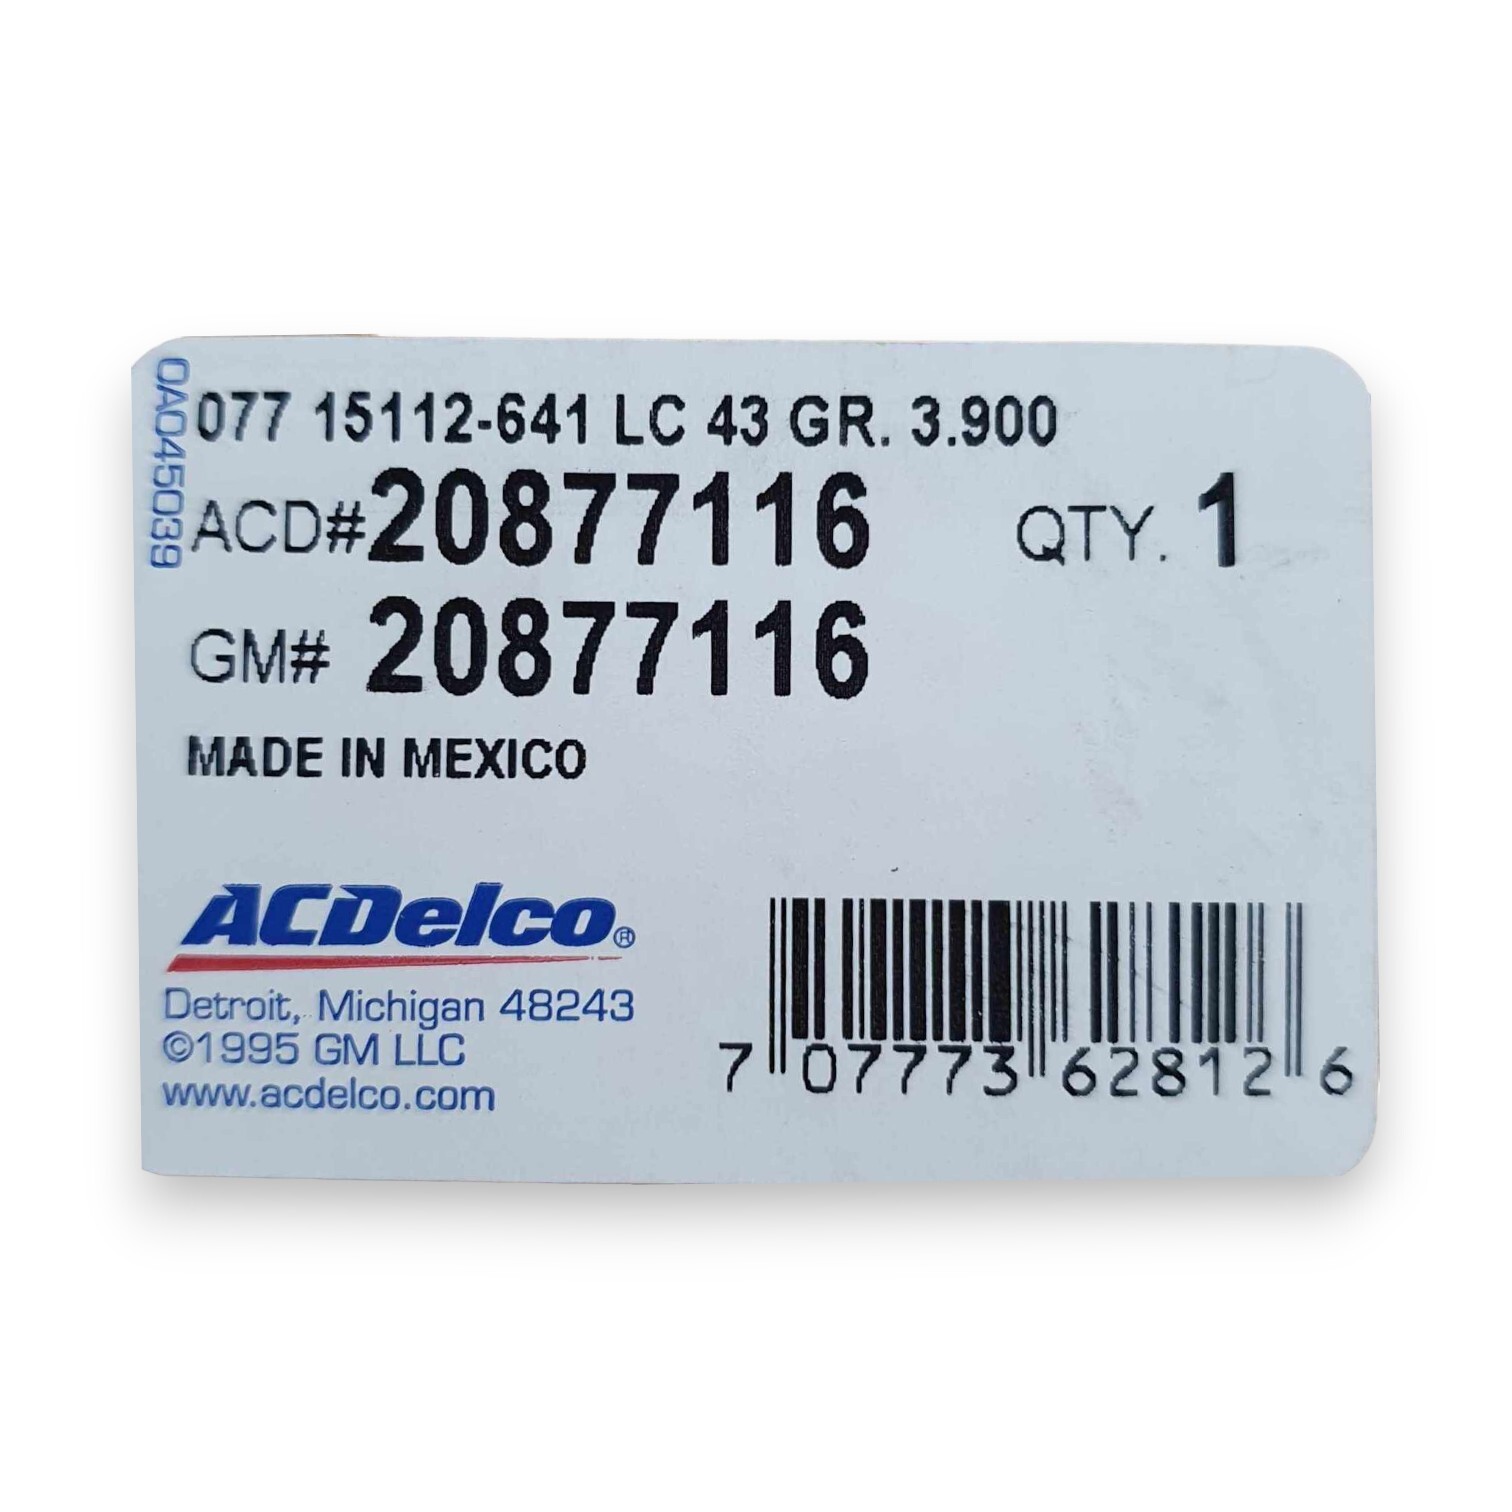 0A045039
077 15112-641 LC 43 GR. 3.900
ACD# 20877116 QTY. 1
GM# 20877116
MADE IN MEXICO
ACDelco®
Detroit, Michigan 48243
©1995 GM LLC
www.acdelco.com
7 07773 62812 6